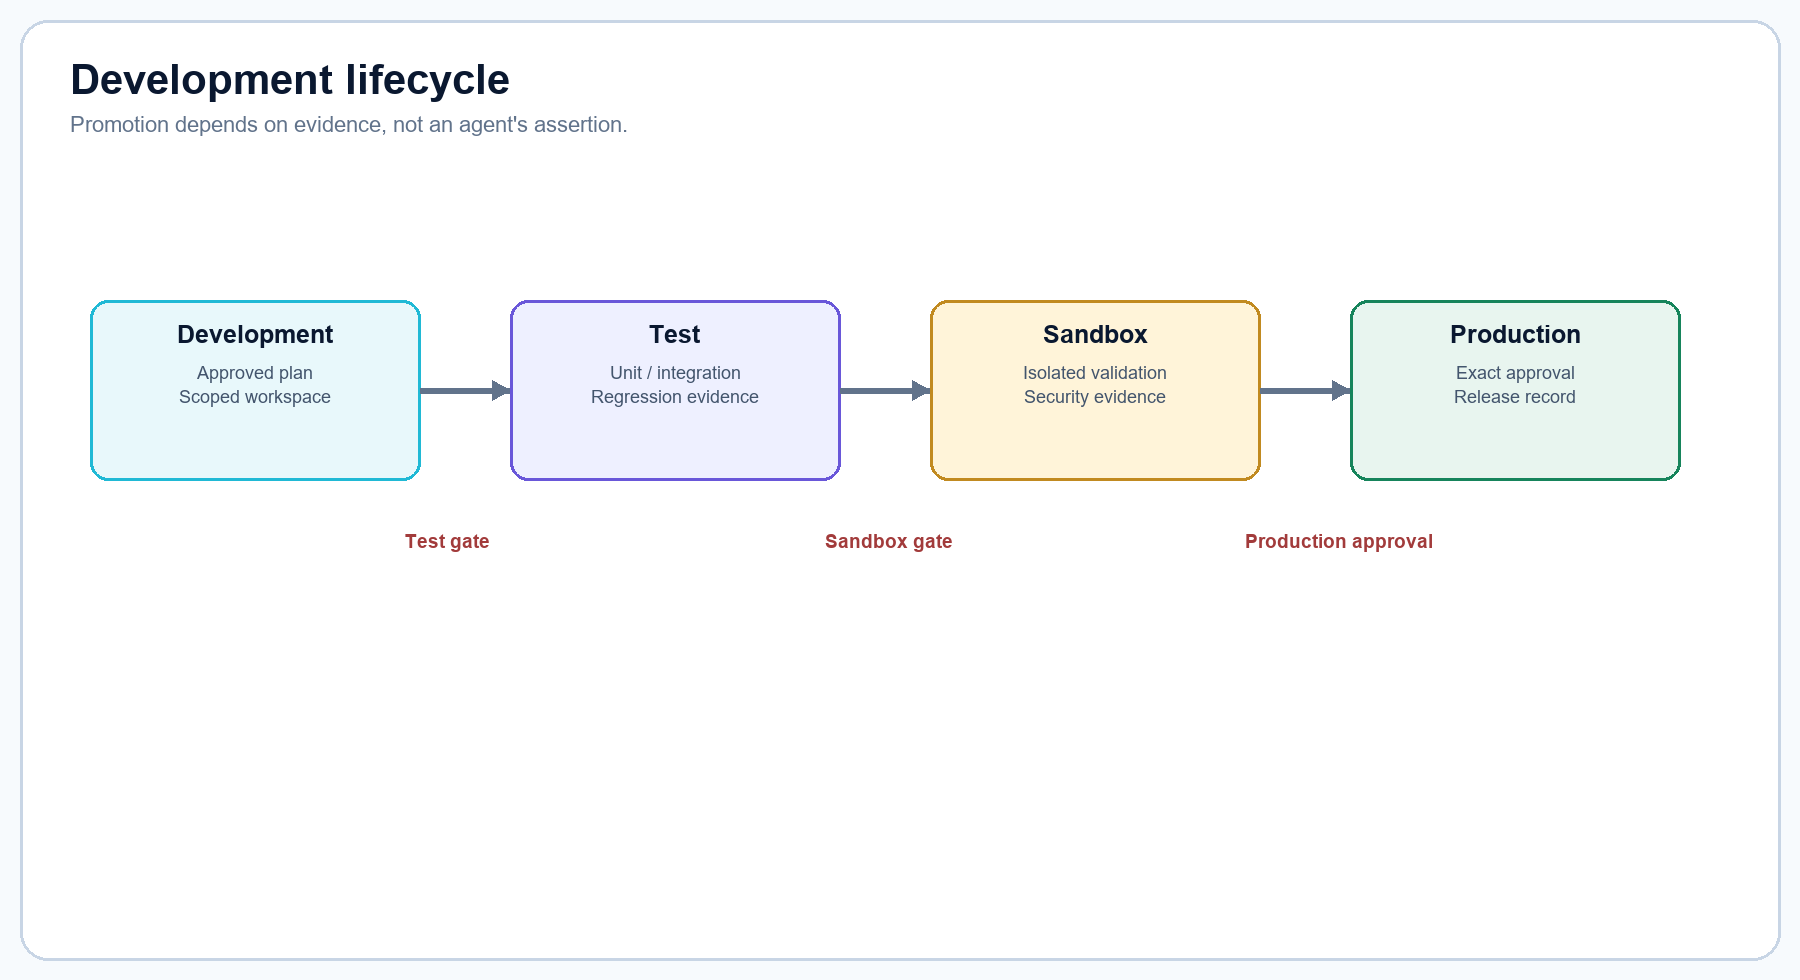 Development lifecycle
Promotion depends on evidence, not an agent's assertion.
Development
Approved plan
Scoped workspace
Test
Unit / integration
Regression evidence
Sandbox
Isolated validation
Security evidence
Production
Exact approval
Release record
Test gate
Sandbox gate
Production approval